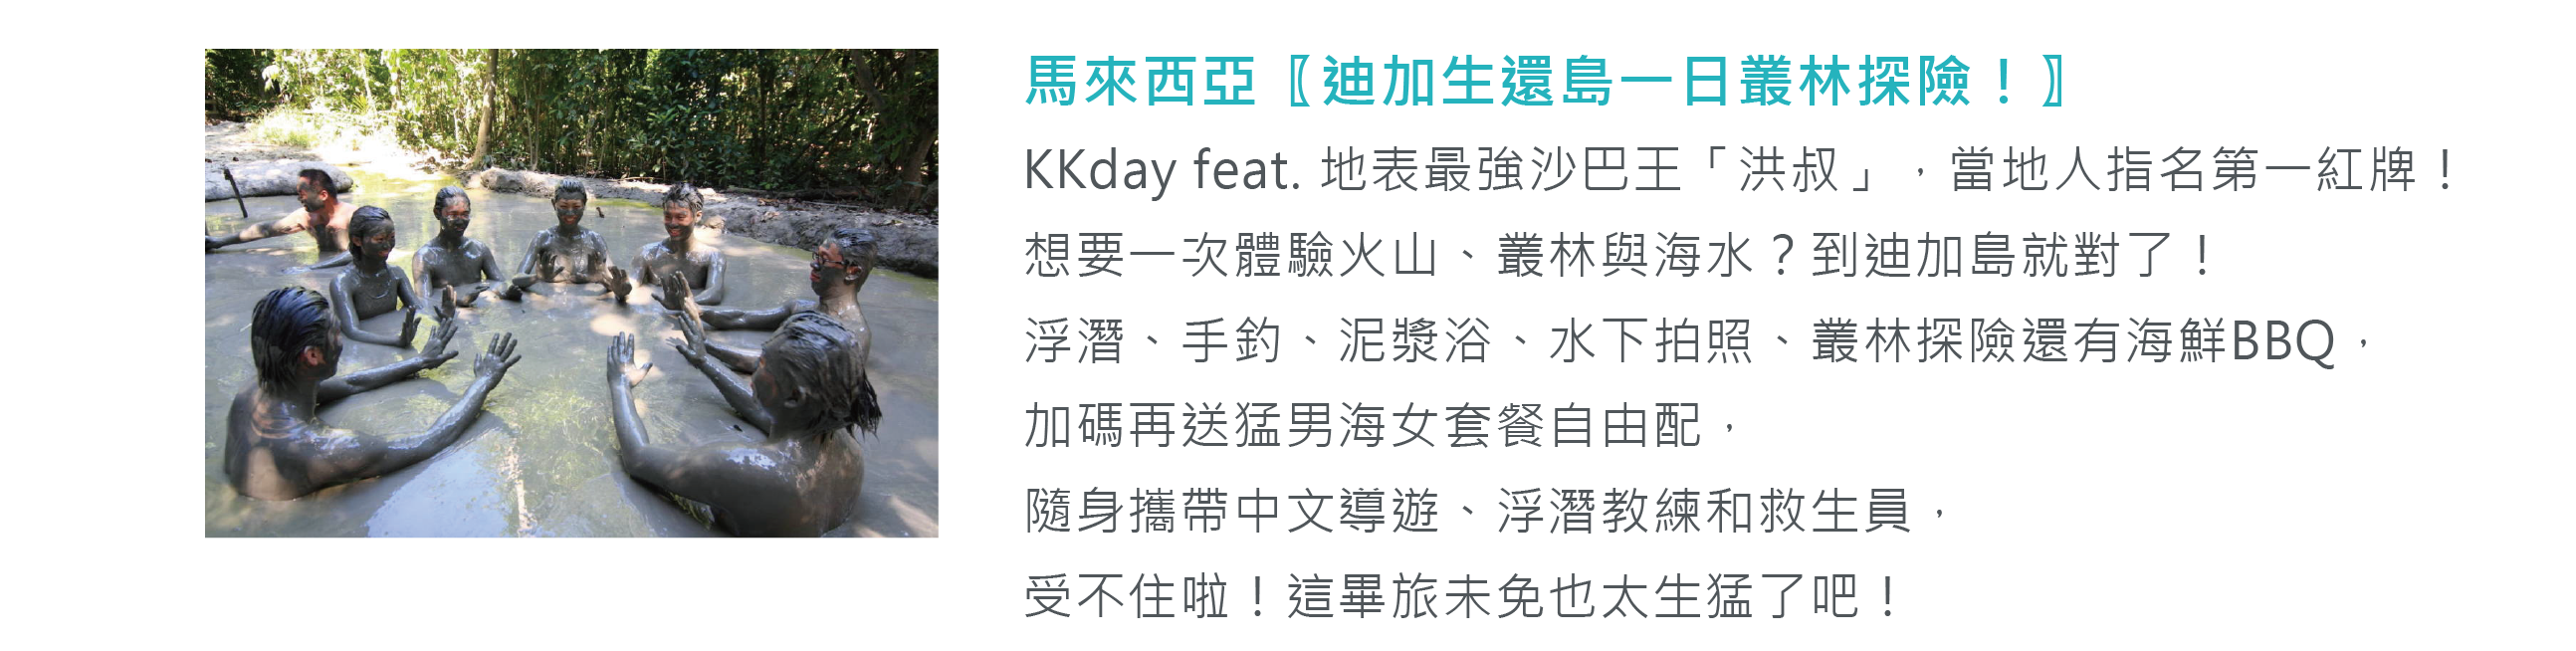 馬來西亞〖迪加生還島一日叢林探險！〗
KKday feat. 地表最強沙巴王「洪叔」，當地人指名第一紅牌！
想要一次體驗火山、叢林與海水？到迪加島就對了！
浮潛、手釣、泥漿浴、水下拍照、叢林探險還有海鮮BBQ，
加碼再送猛男海女套餐自由配，
隨身攜帶中文導遊、浮潛教練和救生員，
受不住啦！這畢旅未免也太生猛了吧！